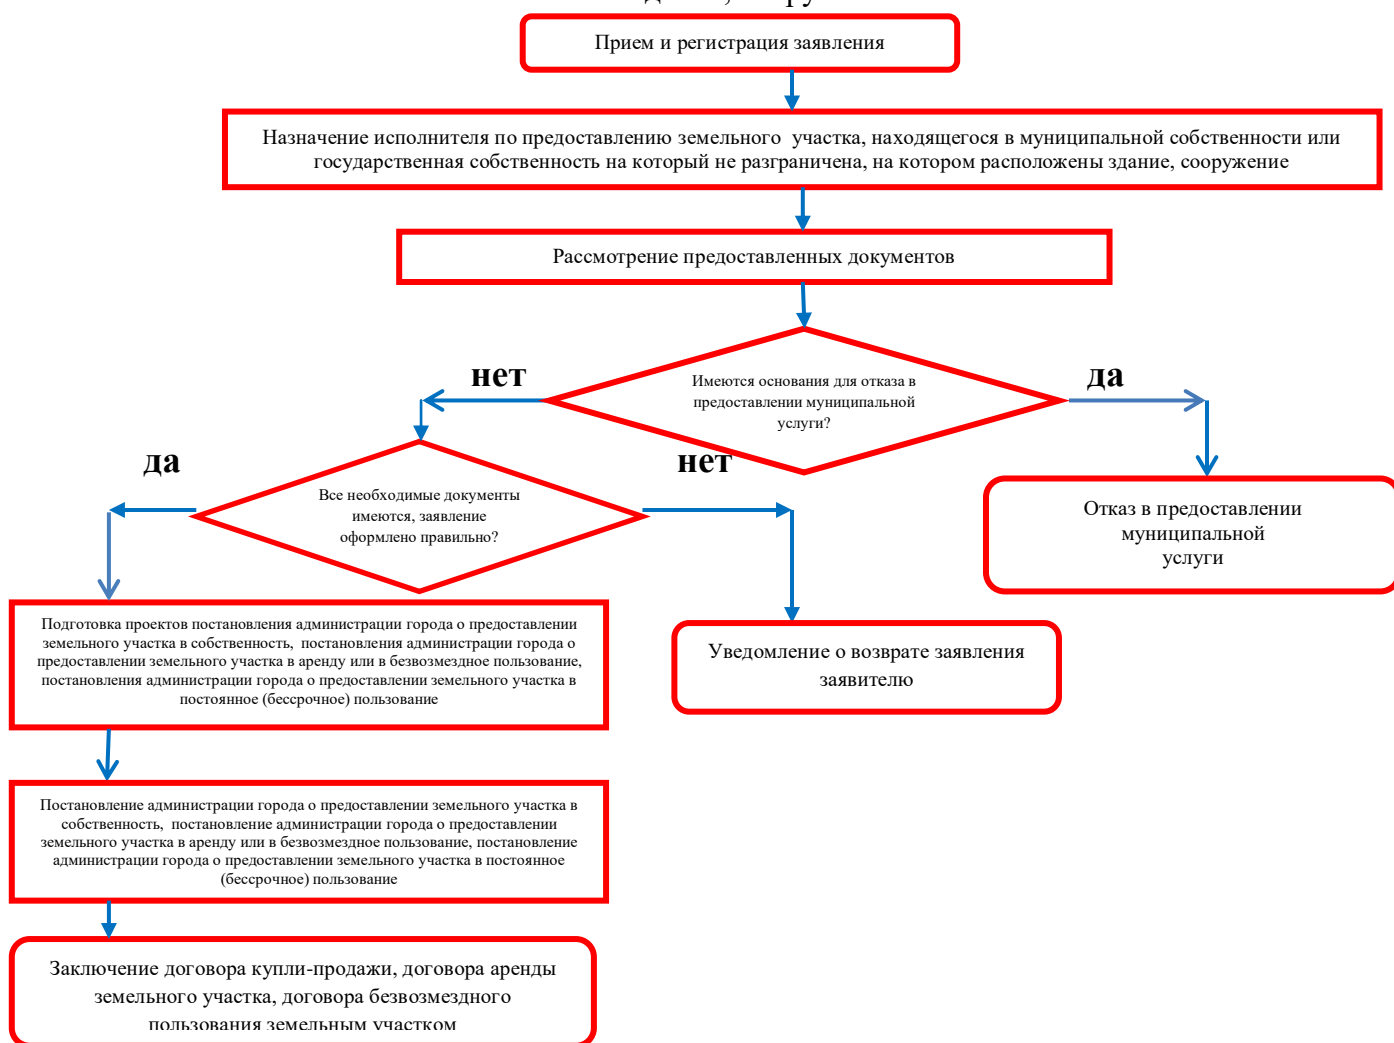 Прием и регистрация заявления
Назначение исполнителя по предоставлению земельного участка, находящегося в муниципальной собственности или
государственная собственность на который не разграничена, на котором расположены здание, сооружение
Рассмотрение предоставленных документов
нет
Имеются основания для отказа в
предоставлении муниципальной
услуги?
да
да
Все необходимые документы
имеются, заявление
оформлено правильно?
нет
Отказ в предоставлении
муниципальной
услуги
Подготовка проектов постановления администрации города о предоставлении
земельного участка в собственность, постановления администрации города о
предоставлении земельного участка в аренду или в безвозмездное пользование,
постановления администрации города о предоставлении земельного участка в
постоянное (бессрочное) пользование
Уведомление о возврате заявления
заявителю
Постановление администрации города о предоставлении земельного участка в
собственность, постановление администрации города о предоставлении
земельного участка в аренду или в безвозмездное пользование, постановление
администрации города о предоставлении земельного участка в постоянное
(бессрочное) пользование
Заключение договора купли-продажи, договора аренды
земельного участка, договора безвозмездного
пользования земельным участком